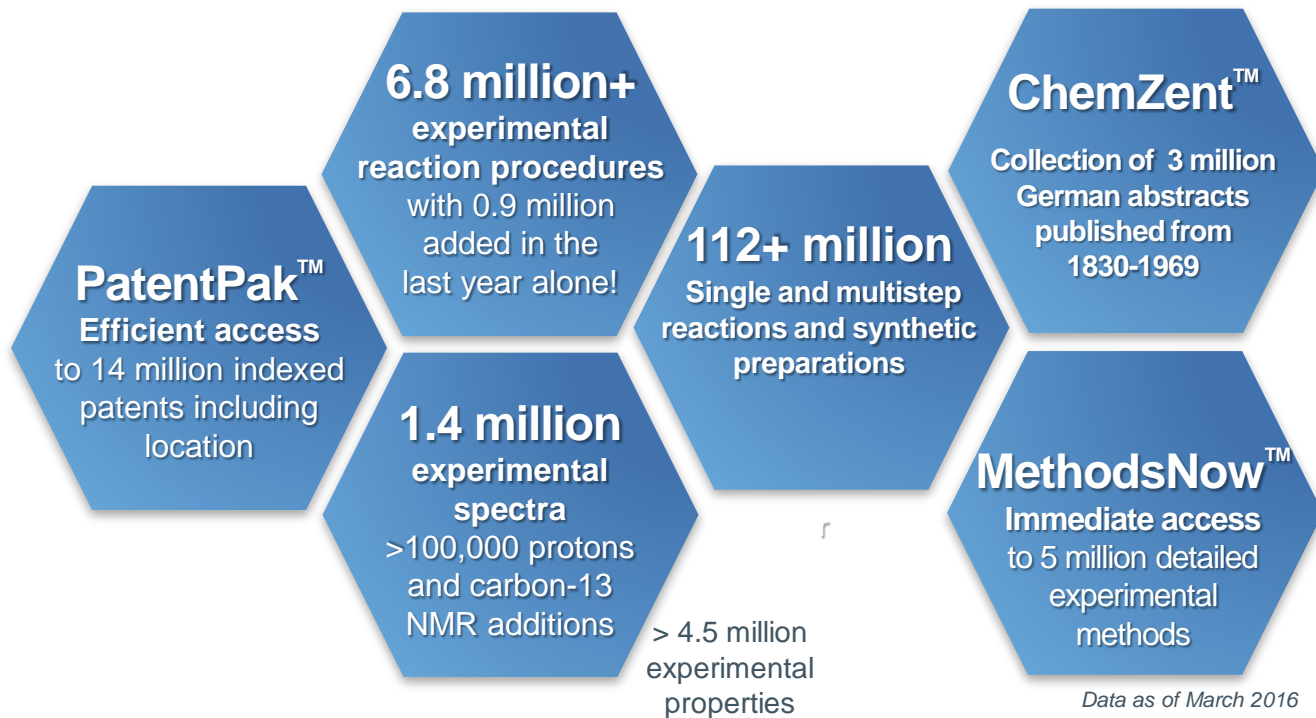 PatentPak™
Efficient access
to 14 million indexed
patents including
location
6.8 million+
experimental
reaction procedures
with 0.9 million
added in the
last year alone!
1.4 million
experimental
spectra
>100,000 protons
and carbon-13
NMR additions
112+ million
Single and multistep
reactions and synthetic
preparations
r
> 4.5 million
experimental
properties
ChemZent™
Collection of 3 million
German abstracts
published from
1830-1969
MethodsNow™
Immediate access
to 5 million detailed
experimental
methods
Data as of March 2016